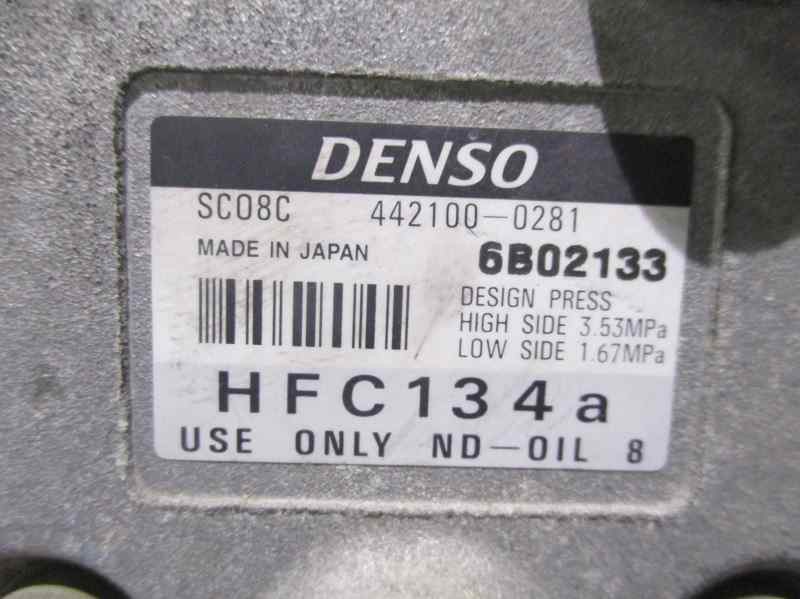 DENSO
SC08C 442100-0281
MADE IN JAPAN 6B02133
DESIGN PRESS
HIGH SIDE 3.53MPa
LOW SIDE 1.67MPa
HFC134a
USE ONLY ND-OIL 8